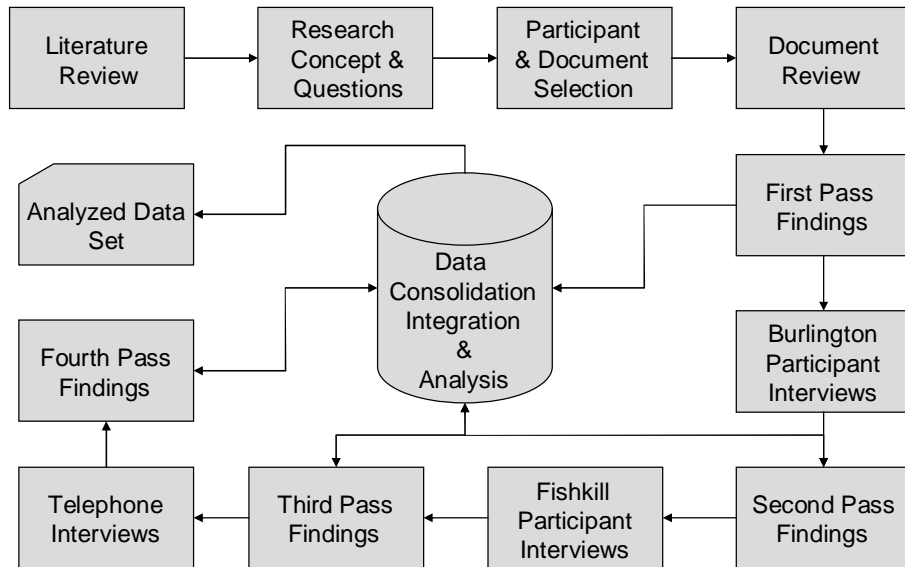 Literature
Review
Research
Concept &
Questions
Participant
& Document
Selection
Document
Review
Analyzed Data
Set
Data
Consolidation
Integration
&
Analysis
First Pass
Findings
Fourth Pass
Findings
Burlington
Participant
Interviews
Telephone
Interviews
Third Pass
Findings
Fishkill
Participant
Interviews
Second Pass
Findings